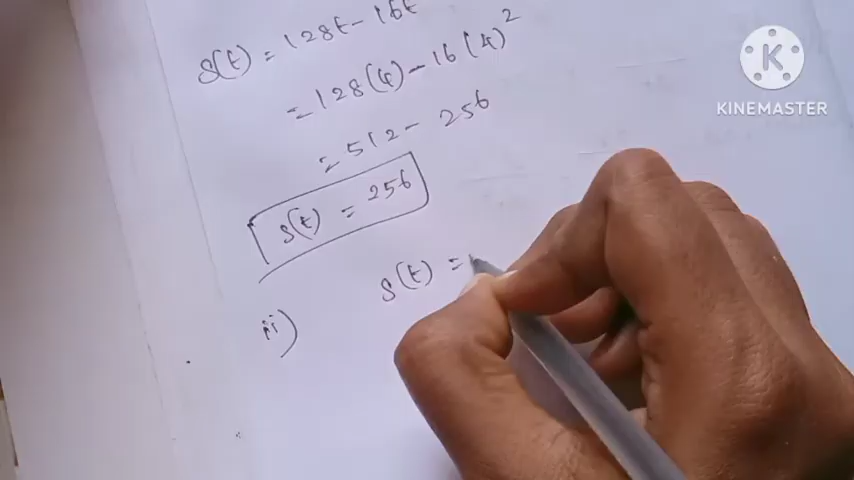 S(t) = 128t - 16t
= 128(4) - 16(4)²
= 512 - 256
S(t) = 256
ii) S(t) =
K
KINEMASTER